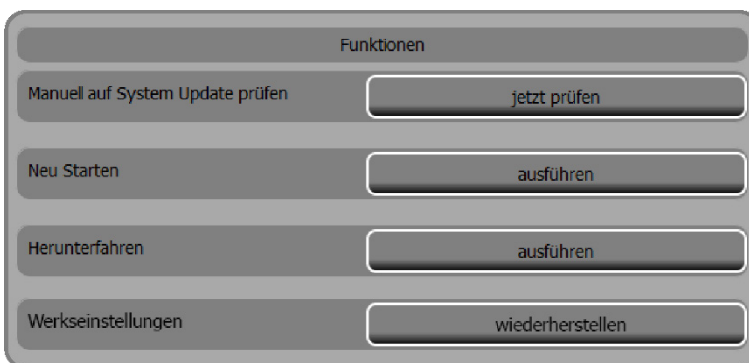 Funktionen
Manuell auf System Update prüfen jetzt prüfen
Neu Starten ausführen
Herunterfahren ausführen
Werkseinstellungen wiederherstellen